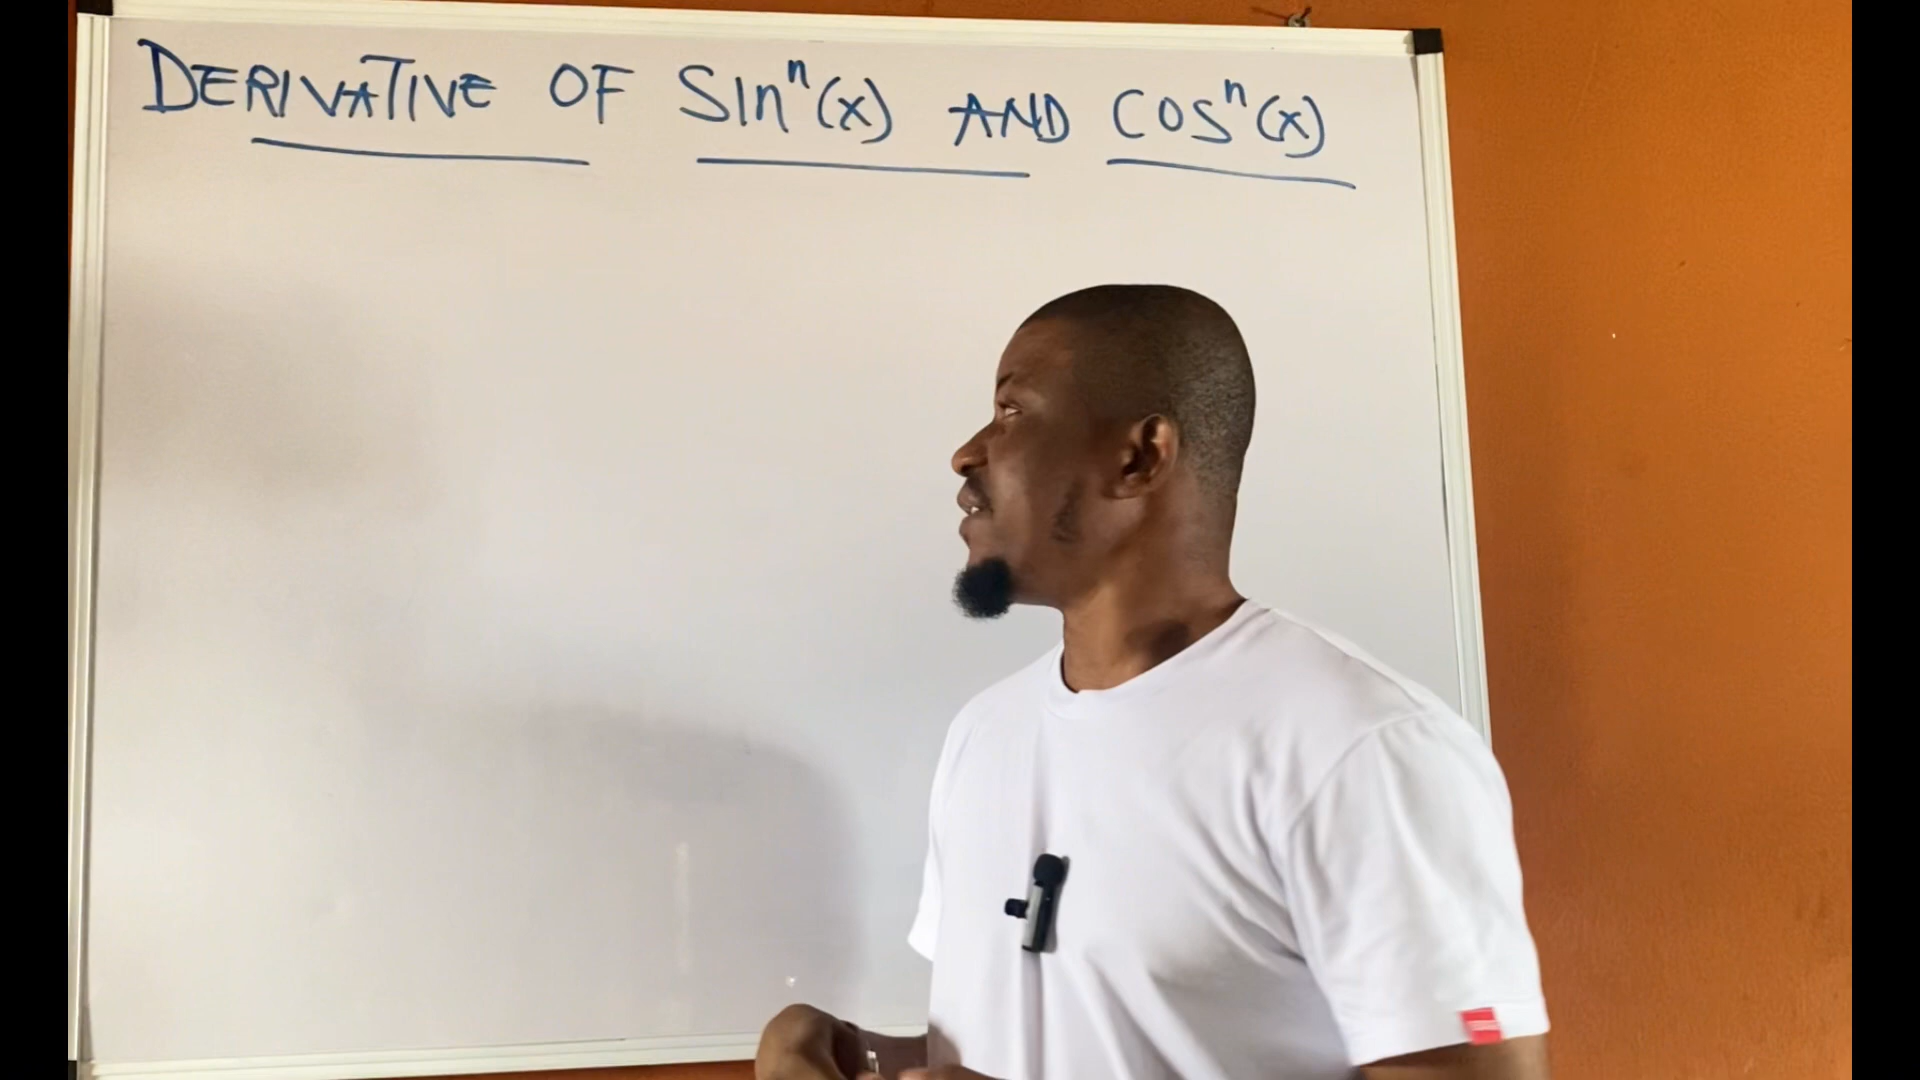 DERIVATIVE OF Sinⁿ(x) AND COSⁿ(x)